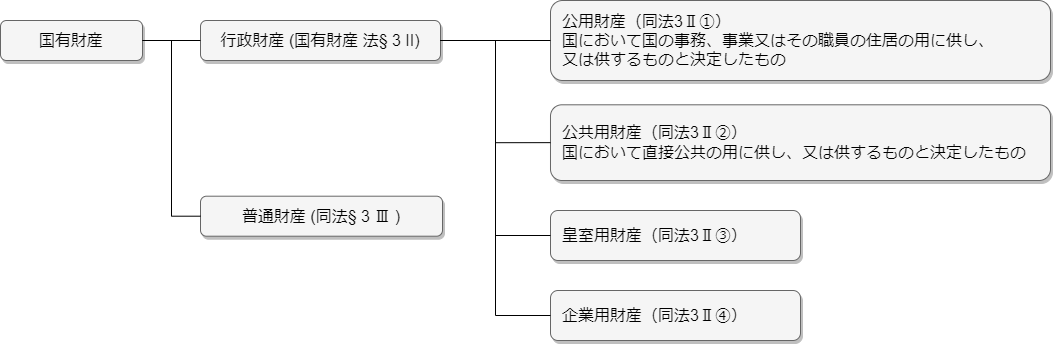 国有財産
行政財産 (国有財産 法§３Ⅱ)
公用財産（同法3Ⅱ①）
国において国の事務、事業又はその職員の住居の用に供し、
又は供するものと決定したもの
公共用財産（同法3Ⅱ②）
国において直接公共の用に供し、又は供するものと決定したもの
普通財産 (同法§３Ⅲ )
皇室用財産（同法3Ⅱ③）
企業用財産（同法3Ⅱ④）